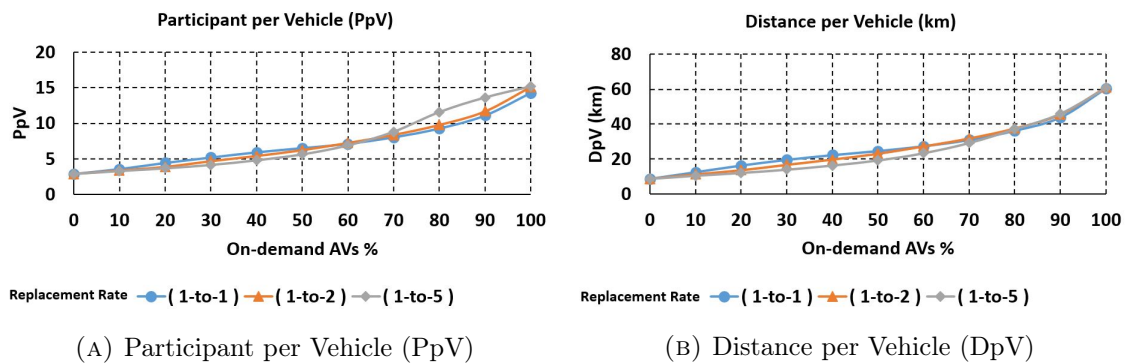 Participant per Vehicle (PpV)
20
15
10
5
0
PpV
0 10 20 30 40 50 60 70 80 90 100
On-demand AVs %
Replacement Rate ( 1-to-1 ) ( 1-to-2 ) ( 1-to-5 )
(A) Participant per Vehicle (PpV)
Distance per Vehicle (km)
80
60
40
20
0
DpV (km)
0 10 20 30 40 50 60 70 80 90 100
On-demand AVs %
Replacement Rate ( 1-to-1 ) ( 1-to-2 ) ( 1-to-5 )
(B) Distance per Vehicle (DpV)